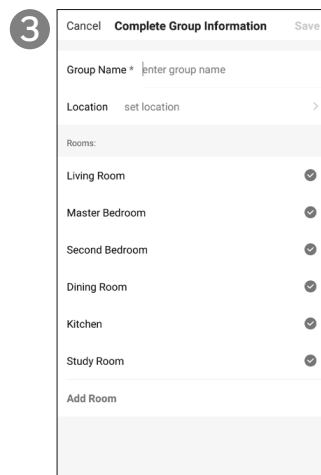 3
Cancel Complete Group Information Save
Group Name * enter group name
Location set location >
Rooms:
Living Room
Master Bedroom
Second Bedroom
Dining Room
Kitchen
Study Room
Add Room